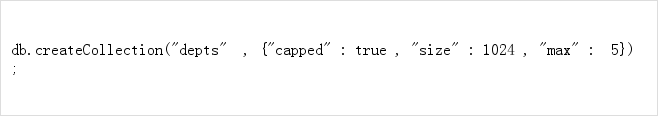 db.createCollection("depts" , {"capped" : true , "size" : 1024 , "max" : 5})
;